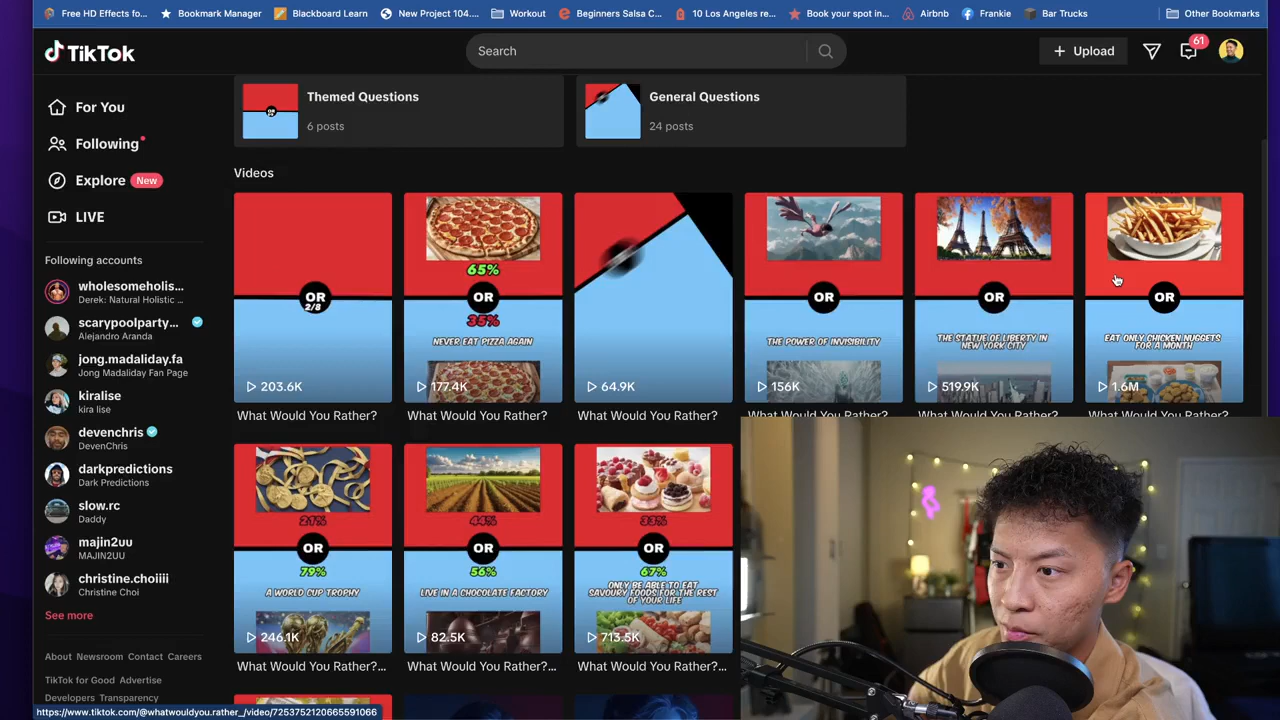 Free HD Effects fo...
Bookmark Manager
Blackboard Learn
New Project 104....
Workout
Beginners Salsa C...
10 Los Angeles re...
Book your spot in...
Airbnb
Frankie
Bar Trucks
Other Bookmarks
TikTok
Search
+ Upload
61
For You
Following
Explore New
LIVE
Following accounts
wholesomeholis...
Derek: Natural Holistic ...
scarypoolparty...
Alejandro Aranda
jong.madaliday.fa
Jong Madaliday Fan Page
kiralise
kira lise
devenchris
DevenChris
darkpredictions
Dark Predictions
slow.rc
Daddy
majin2uu
MAJIN2UU
christine.choiiii
Christine Choi
See more
About Newsroom Contact Careers
TikTok for Good Advertise
Developers Transparency
https://www.tiktok.com/@whatwouldyou.rather_/video/7253752120665591066
Themed Questions
6 posts
General Questions
24 posts
Videos
OR
2/8
203.6K
What Would You Rather?
65%
OR
35%
NEVER EAT PIZZA AGAIN
177.4K
What Would You Rather?
64.9K
What Would You Rather?
OR
THE POWER OF INVISIBILITY
156K
What Would You Rather?
OR
THE STATUE OF LIBERTY IN
NEW YORK CITY
519.9K
What Would You Rather?
OR
EAT ONLY CHICKEN NUGGETS
FOR A MONTH
1.6M
What Would You Rather?
21%
OR
79%
A WORLD CUP TROPHY
246.1K
What Would You Rather?...
44%
OR
56%
LIVE IN A CHOCOLATE FACTORY
82.5K
What Would You Rather?...
33%
OR
67%
ONLY BE ABLE TO EAT
SAVOURY FOODS FOR THE REST
OF YOUR LIFE
713.5K
What Would You Rather?...